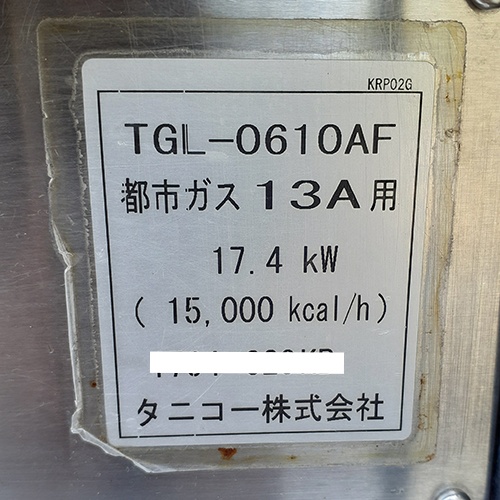 KRP02G
TGL-0610AF
都市ガス 13A用
17.4 kW
( 15,000 kcal/h)
タニコー株式会社